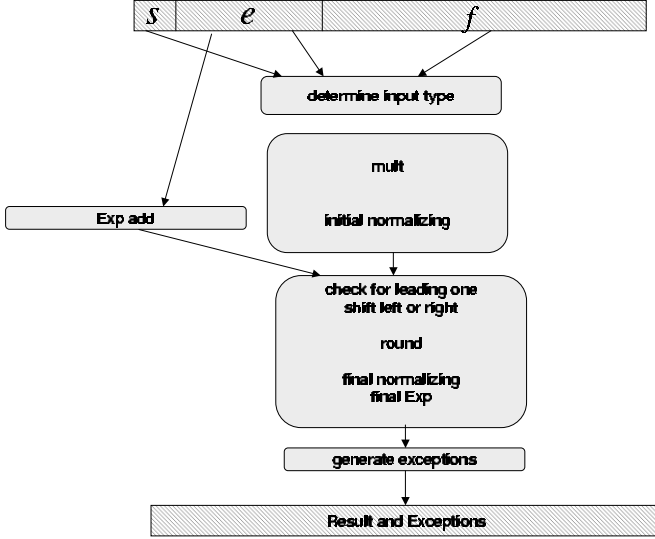 s e f
determine input type
mult
Exp add
initial normalizing
check for leading one
shift left or right
round
final normalizing
final Exp
generate exceptions
Result and Exceptions